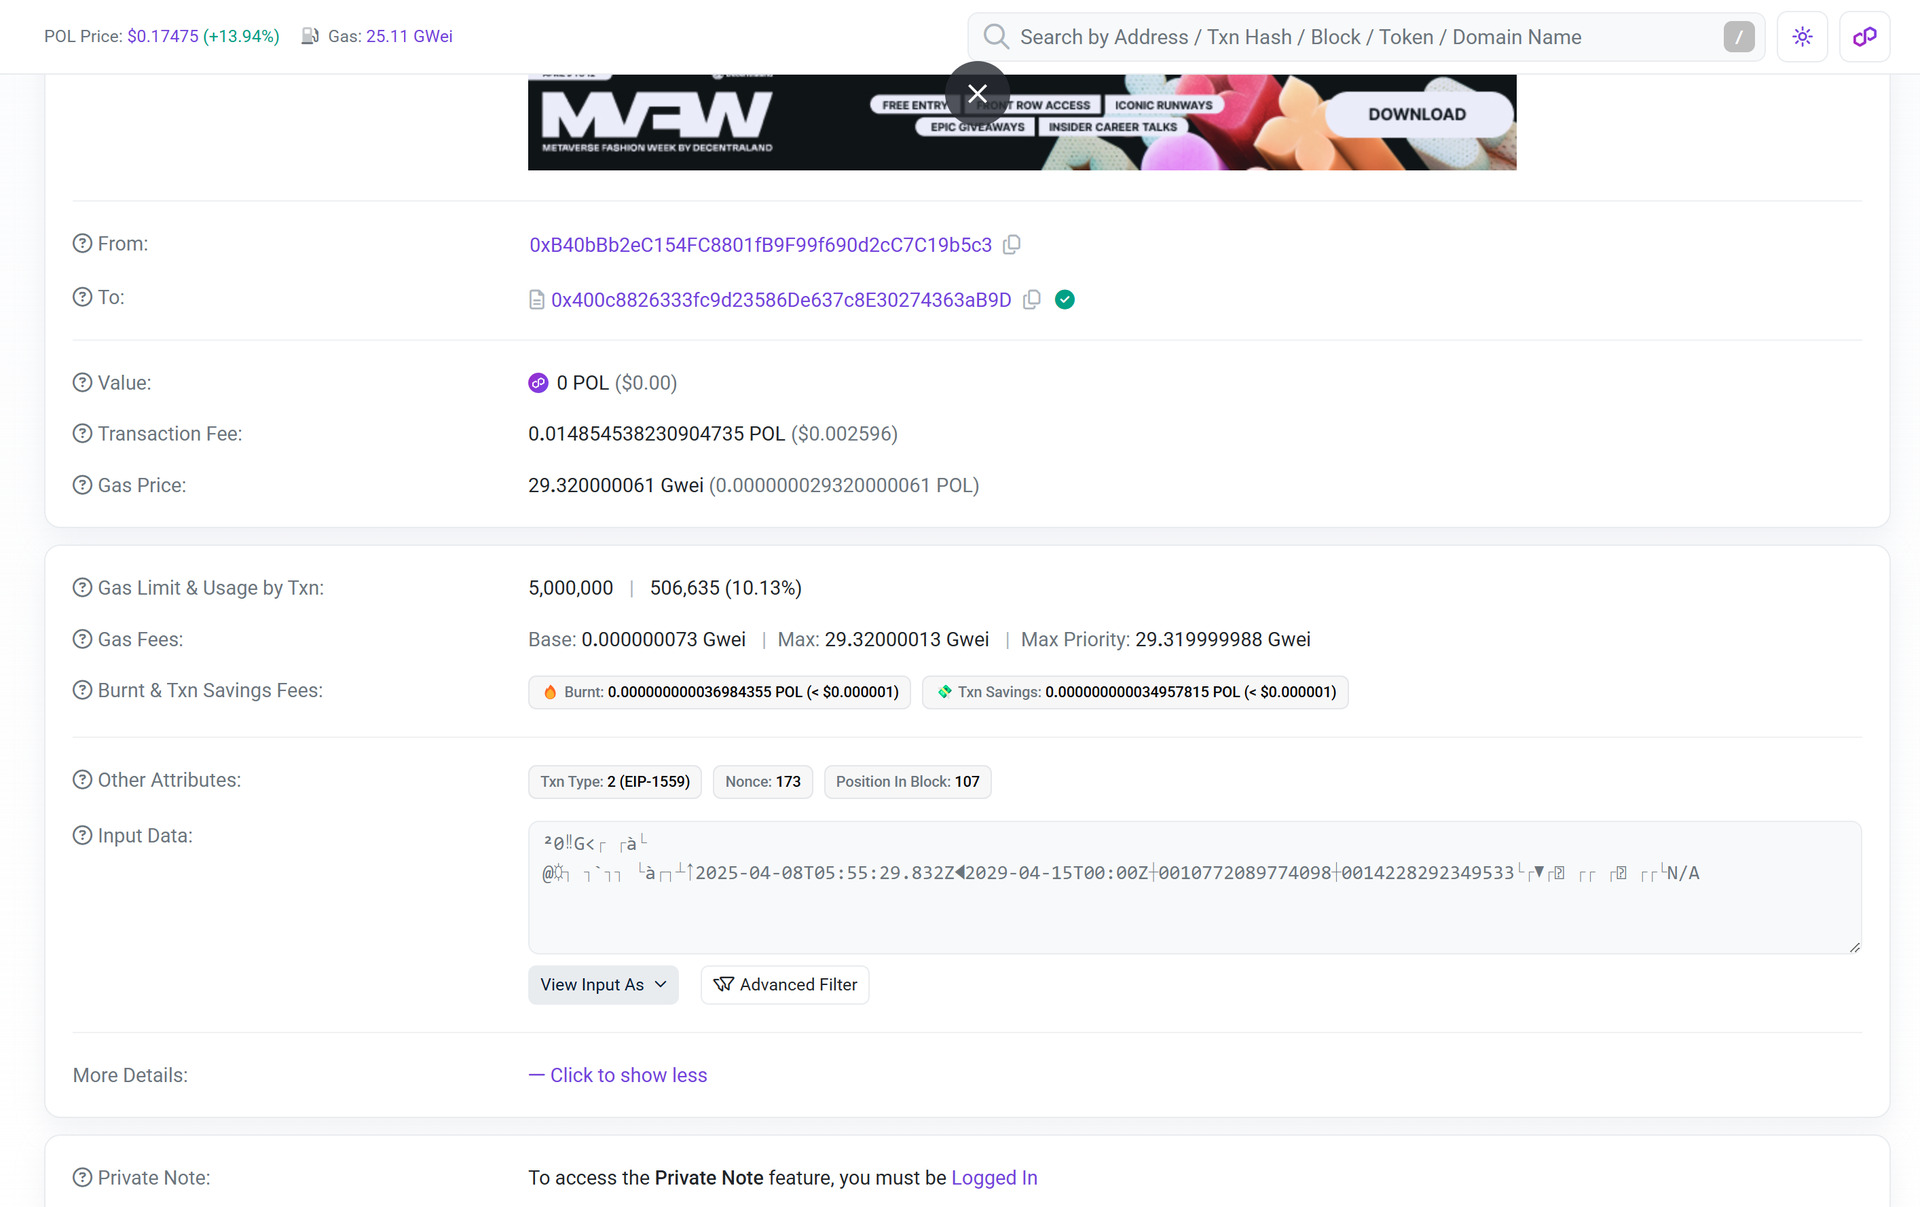 POL Price: $0.17475 (+13.94%) Gas: 25.11 GWei
Search by Address / Txn Hash / Block / Token / Domain Name /
MVFW
METAVERSE FASHION WEEK BY DECENTRALAND
FREE ENTRY FRONT ROW ACCESS ICONIC RUNWAYS
EPIC GIVEAWAYS INSIDER CAREER TALKS
DOWNLOAD
From: 0xB40bBb2eC154FC8801fB9F99f690d2cC7C19b5c3
To: 0x400c8826333fc9d23586De637c8E30274363aB9D
Value: 0 POL ($0.00)
Transaction Fee: 0.014854538230904735 POL ($0.002596)
Gas Price: 29.320000061 Gwei (0.000000029320000061 POL)
Gas Limit & Usage by Txn: 5,000,000 | 506,635 (10.13%)
Gas Fees: Base: 0.000000073 Gwei | Max: 29.32000013 Gwei | Max Priority: 29.319999988 Gwei
Burnt & Txn Savings Fees: Burnt: 0.000000000036984355 POL (< $0.000001) Txn Savings: 0.000000000034957815 POL (< $0.000001)
Other Attributes: Txn Type: 2 (EIP-1559) Nonce: 173 Position In Block: 107
Input Data: ²0‼G<┌ ┌à└
@☼┐ ┐`┐┐ └à┌┐┴↑2025-04-08T05:55:29.832Z◄2029-04-15T00:00Z┼0010772089774098┼0014228292349533└┌▼┌ ┌┌ ┌ ┌┌└N/A
View Input As Advanced Filter
More Details: — Click to show less
Private Note: To access the Private Note feature, you must be Logged In